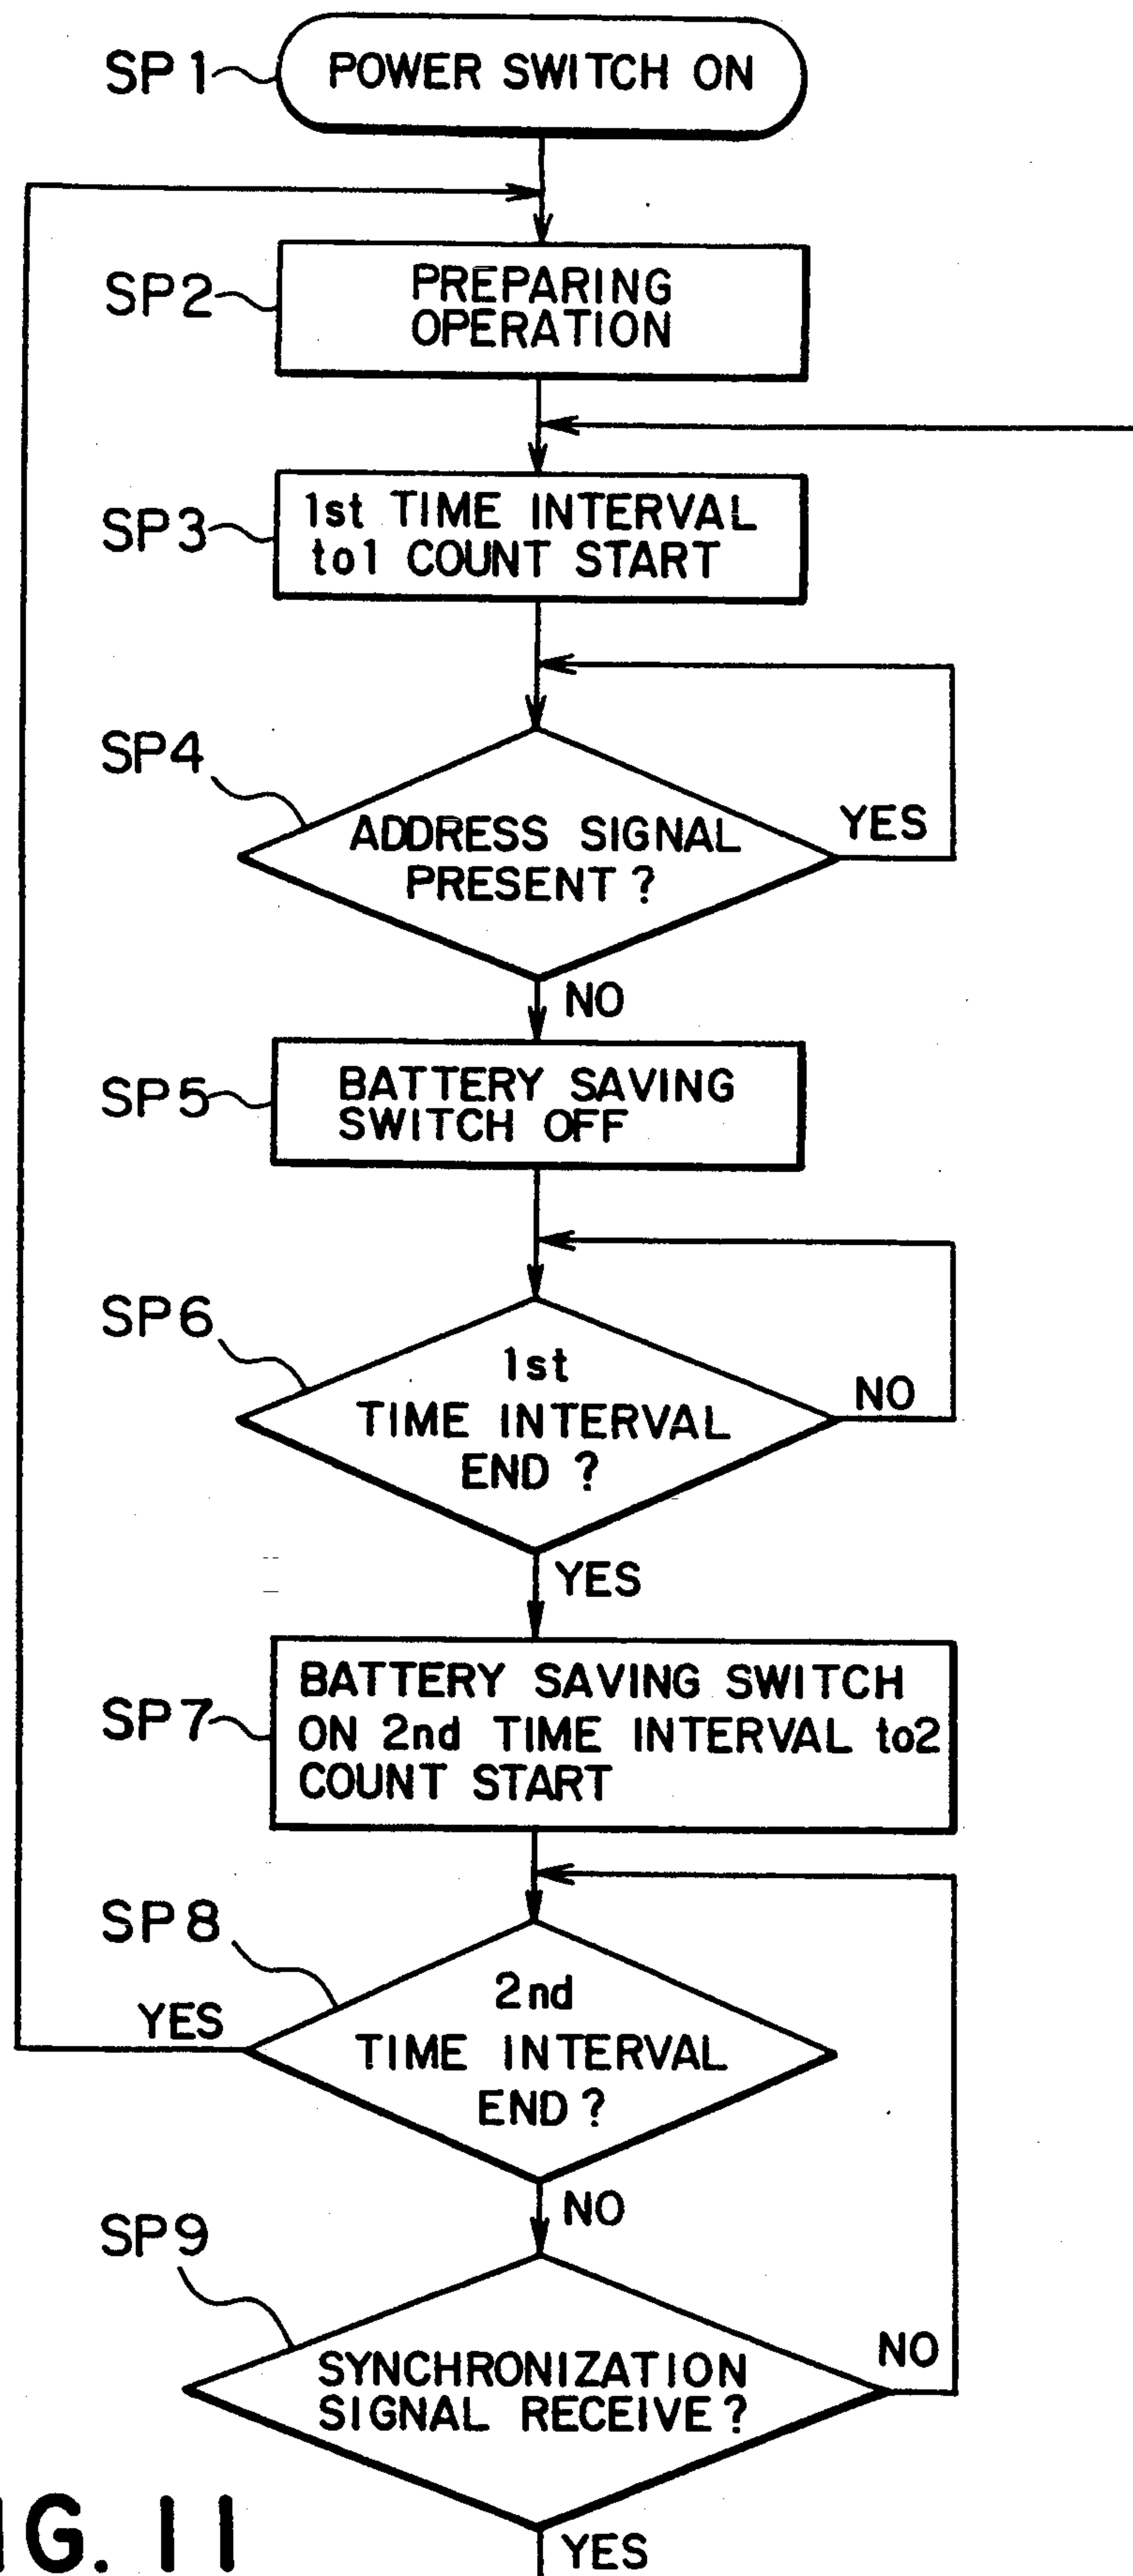 SP1
POWER SWITCH ON
SP2
PREPARING
OPERATION
SP3
1st TIME INTERVAL
to1 COUNT START
SP4
ADDRESS SIGNAL
PRESENT ?
YES
NO
SP5
BATTERY SAVING
SWITCH OFF
SP6
1st
TIME INTERVAL
END ?
NO
YES
SP7
BATTERY SAVING SWITCH
ON 2nd TIME INTERVAL to2
COUNT START
SP8
2nd
TIME INTERVAL
END ?
YES
NO
SP9
SYNCHRONIZATION
SIGNAL RECEIVE ?
NO
YES
IG. 11